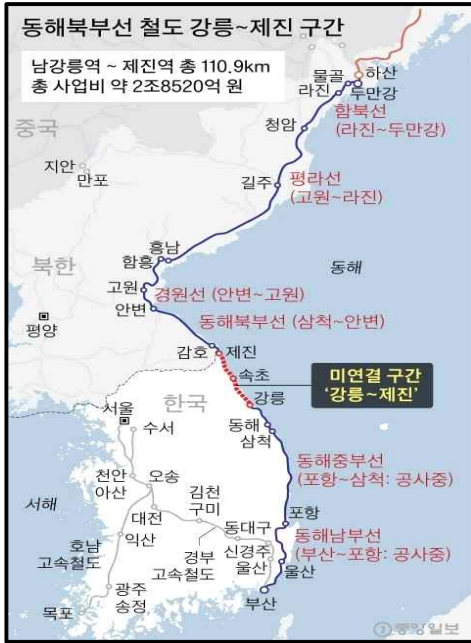 동해북부선 철도 강릉~제진 구간
남강릉역 ~ 제진역 총 110.9km
총 사업비 약 2조8520억 원
중국
지안
만포
물골
하산
라진
두만강
함북선
(라진~두만강)
청암
길주
평라선
(고원~라진)
흥남
함흥
북한
동해
고원
경원선 (안변~고원)
안변
동해북부선 (삼척~안변)
평양
감호
제진
속초
미연결 구간
'강릉~제진'
강릉
한국
서울
수서
동해
삼척
동해중부선
(포항~삼척: 공사중)
천안
아산
오송
서해
대전
김천
구미
포항
익산
동대구
동해남부선
(부산~포항: 공사중)
호남
고속철도
경부
고속철도
신경주
울산
울산
광주
송정
부산
목포
중앙일보